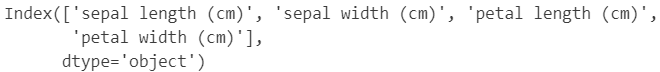 Index(['sepal length (cm)', 'sepal width (cm)', 'petal length (cm)',
'petal width (cm)'],
dtype='object')